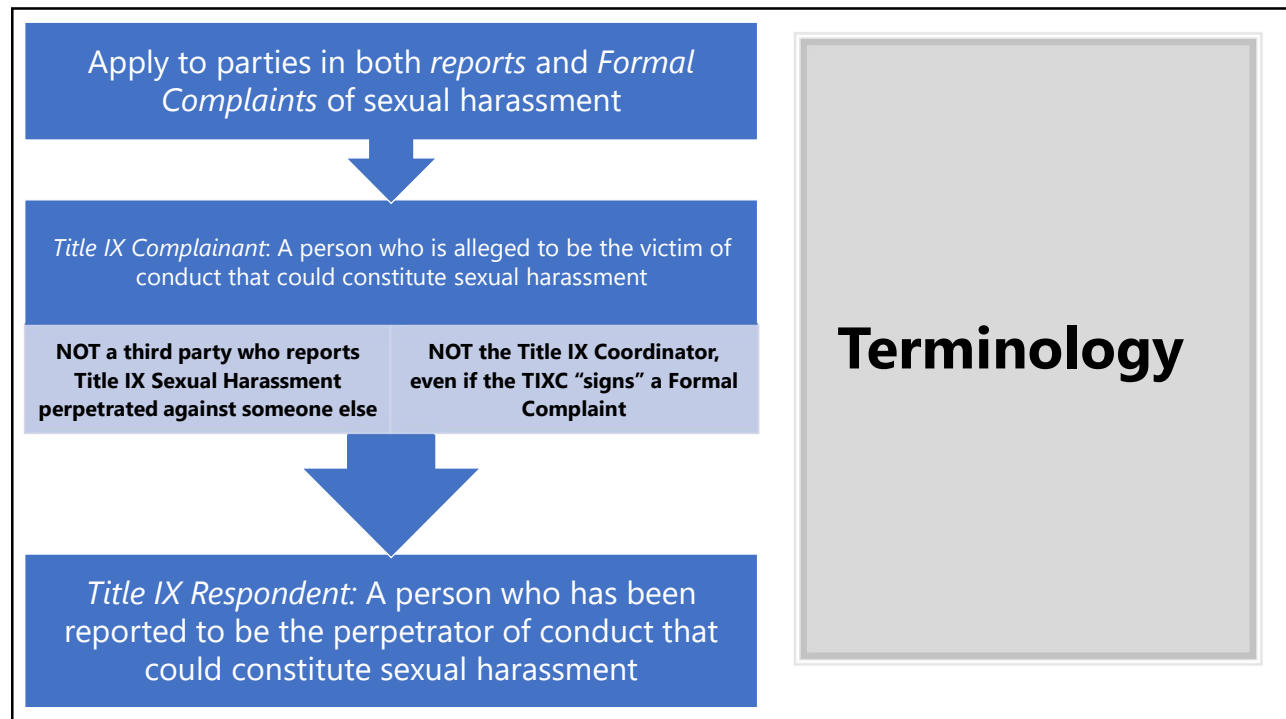 Apply to parties in both reports and Formal
Complaints of sexual harassment
Title IX Complainant: A person who is alleged to be the victim of
conduct that could constitute sexual harassment
NOT a third party who reports
Title IX Sexual Harassment
perpetrated against someone else
NOT the Title IX Coordinator,
even if the TIXC “signs” a Formal
Complaint
Title IX Respondent: A person who has been
reported to be the perpetrator of conduct that
could constitute sexual harassment
Terminology